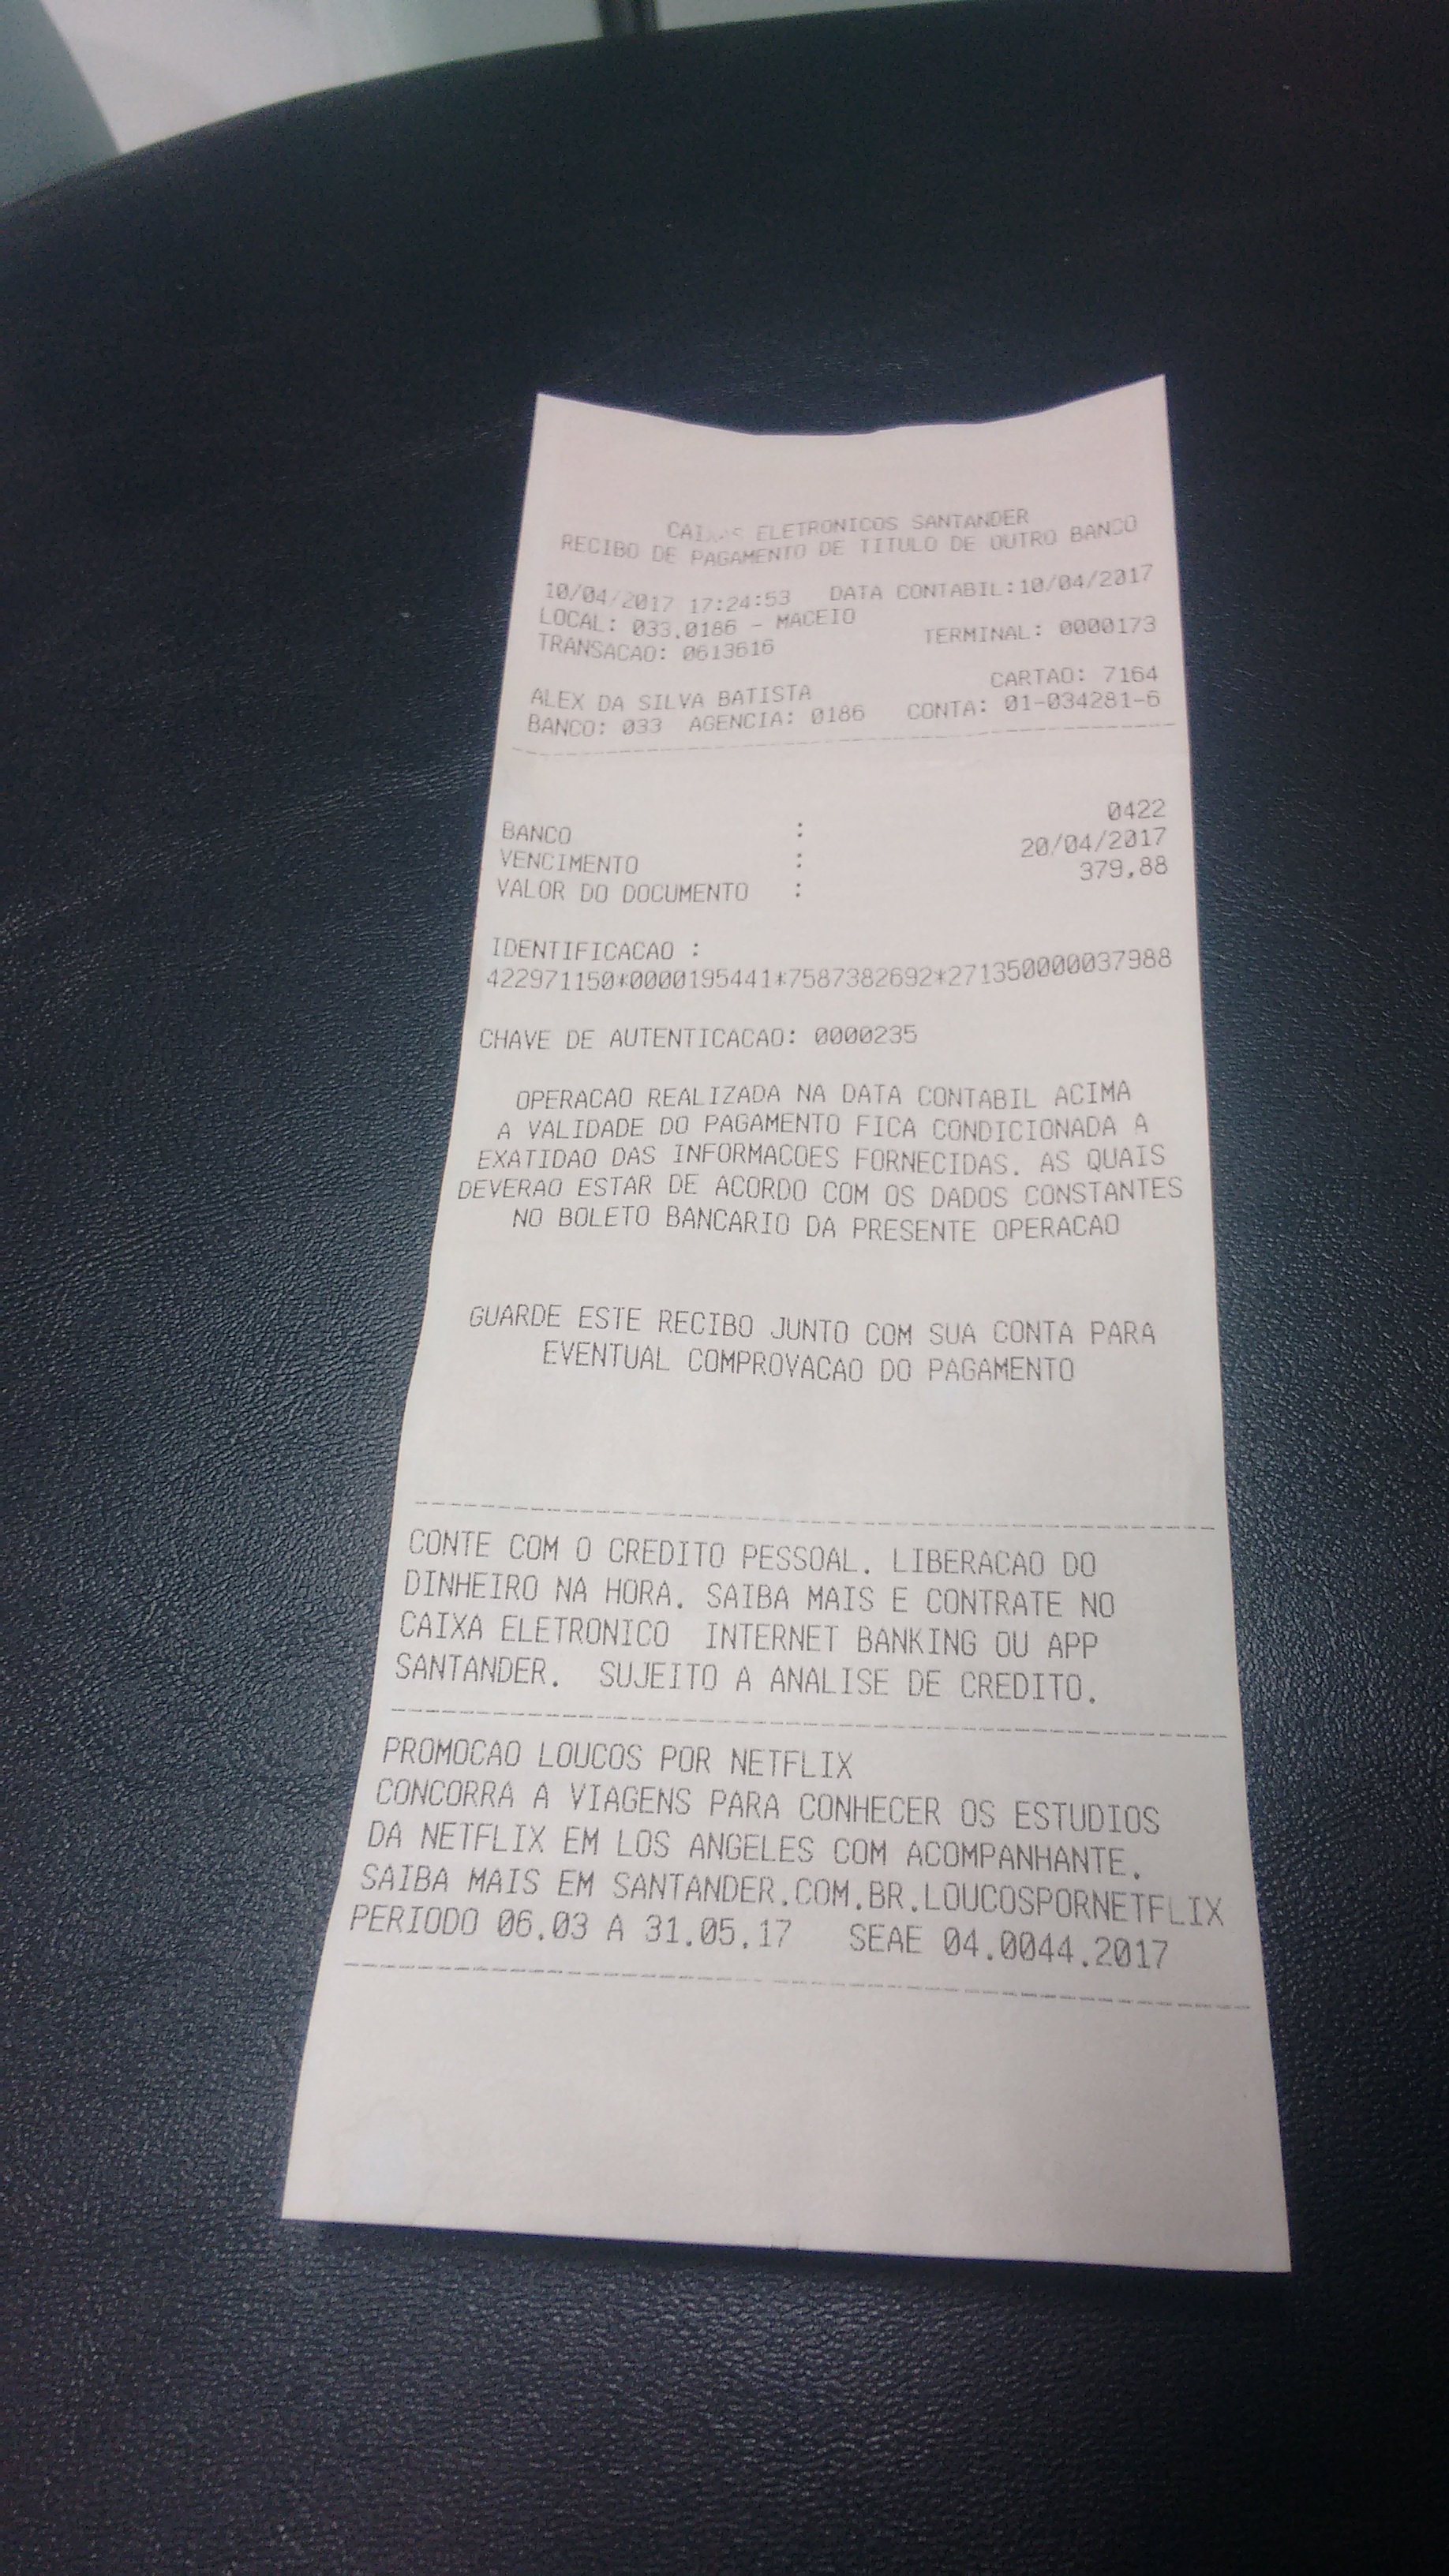 CAIXAS ELETRONICOS SANTANDER
RECIBO DE PAGAMENTO DE TITULO DE OUTRO BANCO
10/04/2017 17:24:53 DATA CONTABIL:10/04/2017
LOCAL: 033.0186 - MACEIO
TRANSACAO: 0613616 TERMINAL: 0000173
CARTAO: 7164
ALEX DA SILVA BATISTA
BANCO: 033 AGENCIA: 0186 CONTA: 01-034281-6
BANCO : 0422
VENCIMENTO : 20/04/2017
VALOR DO DOCUMENTO : 379,88
IDENTIFICACAO :
422971150*0000195441*7587382692*271350000037988
CHAVE DE AUTENTICACAO: 0000235
OPERACAO REALIZADA NA DATA CONTABIL ACIMA
A VALIDADE DO PAGAMENTO FICA CONDICIONADA A
EXATIDAO DAS INFORMACOES FORNECIDAS. AS QUAIS
DEVERAO ESTAR DE ACORDO COM OS DADOS CONSTANTES
NO BOLETO BANCARIO DA PRESENTE OPERACAO
GUARDE ESTE RECIBO JUNTO COM SUA CONTA PARA
EVENTUAL COMPROVACAO DO PAGAMENTO
CONTE COM O CREDITO PESSOAL. LIBERACAO DO
DINHEIRO NA HORA. SAIBA MAIS E CONTRATE NO
CAIXA ELETRONICO INTERNET BANKING OU APP
SANTANDER. SUJEITO A ANALISE DE CREDITO.
PROMOCAO LOUCOS POR NETFLIX
CONCORRA A VIAGENS PARA CONHECER OS ESTUDIOS
DA NETFLIX EM LOS ANGELES COM ACOMPANHANTE.
SAIBA MAIS EM SANTANDER.COM.BR.LOUCOSPORNETFLIX
PERIODO 06.03 A 31.05.17 SEAE 04.0044.2017